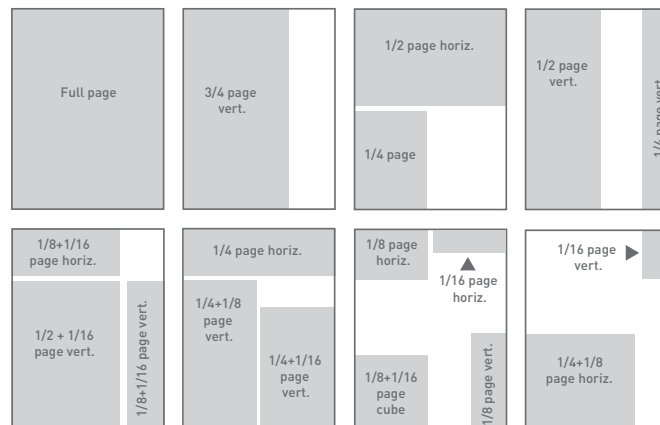 Full page
3/4 page
vert.
1/2 page horiz.
1/4 page
1/2 page
vert.
1/4 page vert.
1/8+1/16
page horiz.
1/2 + 1/16
page vert.
1/8+1/16 page vert.
1/4 page horiz.
1/4+1/8
page
vert.
1/4+1/16
page
vert.
1/8 page
horiz.
1/16 page
horiz.
1/8+1/16
page
cube
1/8 page vert.
1/16 page
vert.
1/4+1/8
page horiz.